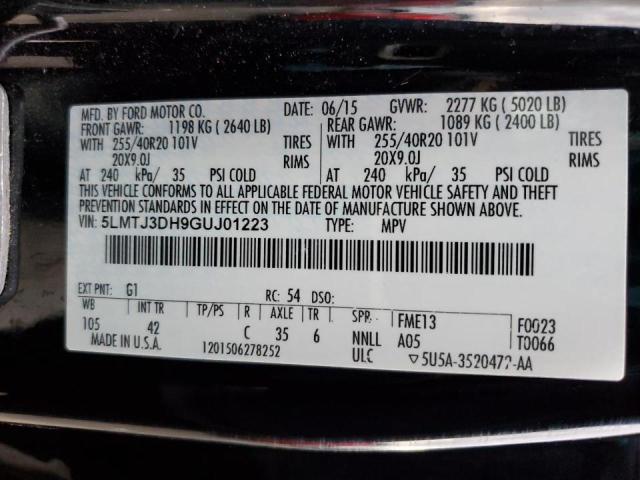 MFD. BY FORD MOTOR CO. DATE: 06/15 GVWR: 2277 KG ( 5020 LB)
FRONT GAWR: 1198 KG ( 2640 LB) REAR GAWR: 1089 KG ( 2400 LB)
WITH 255/40R20 101V TIRES WITH 255/40R20 101V TIRES
20X9.0J RIMS 20X9.0J RIMS
AT 240 kPa/ 35 PSI COLD AT 240 kPa/ 35 PSI COLD
THIS VEHICLE CONFORMS TO ALL APPLICABLE FEDERAL MOTOR VEHICLE SAFETY AND THEFT
PREVENTION STANDARDS IN EFFECT ON THE DATE OF MANUFACTURE SHOWN ABOVE.
VIN: 5LMTJ3DH9GUJ01223 TYPE: MPV
EXT PNT: G1 RC: 54 DSO:
WB INT TR TP/PS R AXLE TR SPR FME13 F0023
105 42 C 35 6 NNLL A05 T0066
MADE IN U.S.A. 1201506278252 ULC ▽5U5A-3520472-AA